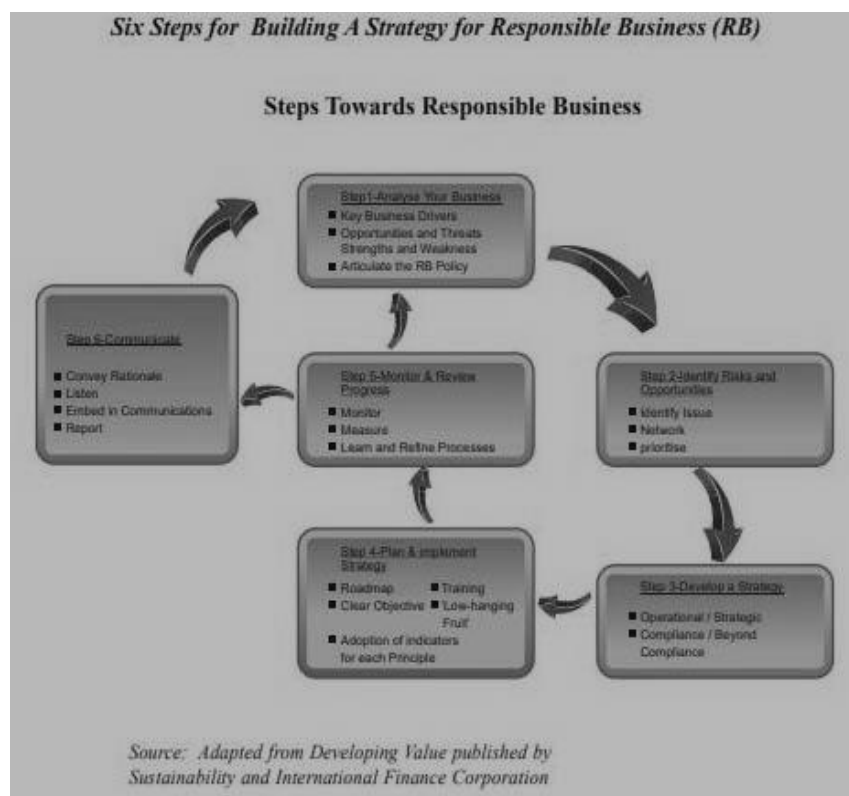 Six Steps for Building A Strategy for Responsible Business (RB)
Steps Towards Responsible Business
Step1-Analyse Your Business
■ Key Business Drivers
■ Opportunities and Threats
Strengths and Weakness
■ Articulate the RB Policy
Step 2-Identify Risks and
Opportunities
■ Identify Issue
■ Network
■ prioritise
Step 3-Develop a Strategy
■ Operational / Strategic
■ Compliance / Beyond
Compliance
Step 4-Plan & implement
Strategy
■ Roadmap ■ Training
■ Clear Objective ■ 'Low-hanging
Fruit'
■ Adoption of indicators
for each Principle
Step 5-Monitor & Review
Progress
■ Monitor
■ Measure
■ Learn and Refine Processes
Step 6-Communicate
■ Convey Rationale
■ Listen
■ Embed in Communications
■ Report
Source: Adapted from Developing Value published by
Sustainability and International Finance Corporation